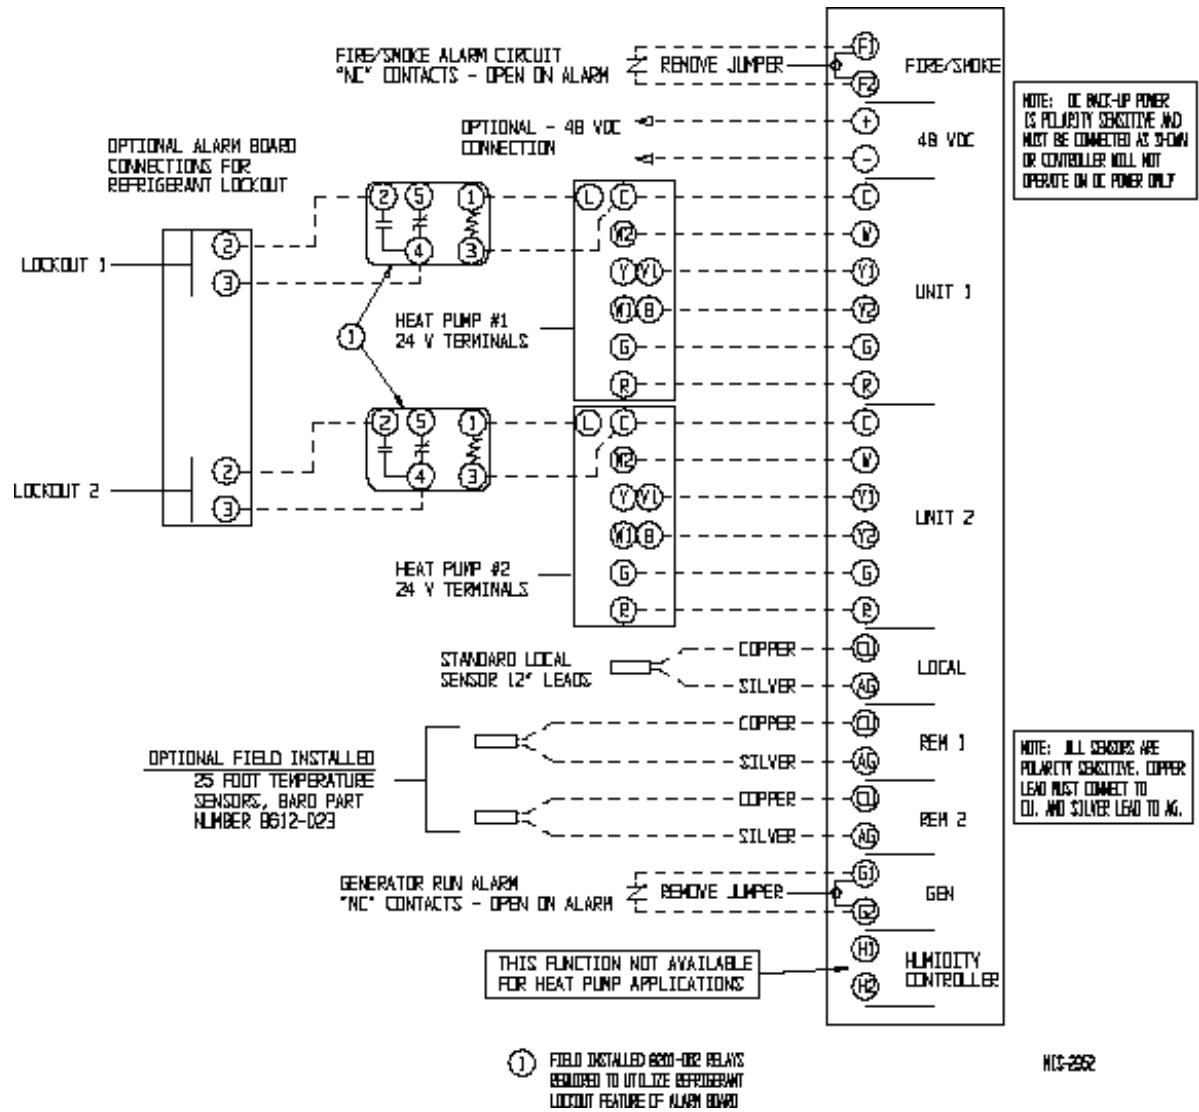 FIRE/SMOKE ALARM CIRCUIT
"NC" CONTACTS - OPEN ON ALARM
REMOVE JUMPER
F1
F2
FIRE/SMOKE
OPTIONAL - 48 VDC
CONNECTION
+
-
48 VDC
NOTE: DC BACK-UP POWER
IS POLARITY SENSITIVE AND
MUST BE CONNECTED AS SHOWN
OR CONTROLLER WILL NOT
OPERATE ON DC POWER ONLY
OPTIONAL ALARM BOARD
CONNECTIONS FOR
REFRIGERANT LOCKOUT
LOCKOUT 1
2
3
2 5 1
4 3
L C
W2
Y Y1
W1 B
G
R
HEAT PUMP #1
24 V TERMINALS
C
W
Y1
Y2
G
R
UNIT 1
1
LOCKOUT 2
2
3
2 5 1
4 3
L C
W2
Y Y1
W1 B
G
R
HEAT PUMP #2
24 V TERMINALS
C
W
Y1
Y2
G
R
UNIT 2
STANDARD LOCAL
SENSOR 12" LEADS
COPPER
SILVER
CU
AG
LOCAL
OPTIONAL FIELD INSTALLED
25 FOOT TEMPERATURE
SENSORS, BARD PART
NUMBER 8612-023
COPPER
SILVER
CU
AG
REM 1
COPPER
SILVER
CU
AG
REM 2
NOTE: ALL SENSORS ARE
POLARITY SENSITIVE. COPPER
LEAD MUST CONNECT TO
CU. AND SILVER LEAD TO AG.
GENERATOR RUN ALARM
"NC" CONTACTS - OPEN ON ALARM
REMOVE JUMPER
G1
G2
GEN
THIS FUNCTION NOT AVAILABLE
FOR HEAT PUMP APPLICATIONS
H1
H2
HUMIDITY
CONTROLLER
1 FIELD INSTALLED 8201-062 RELAYS
REQUIRED TO UTILIZE REFRIGERANT
LOCKOUT FEATURE OF ALARM BOARD
MIS-2052